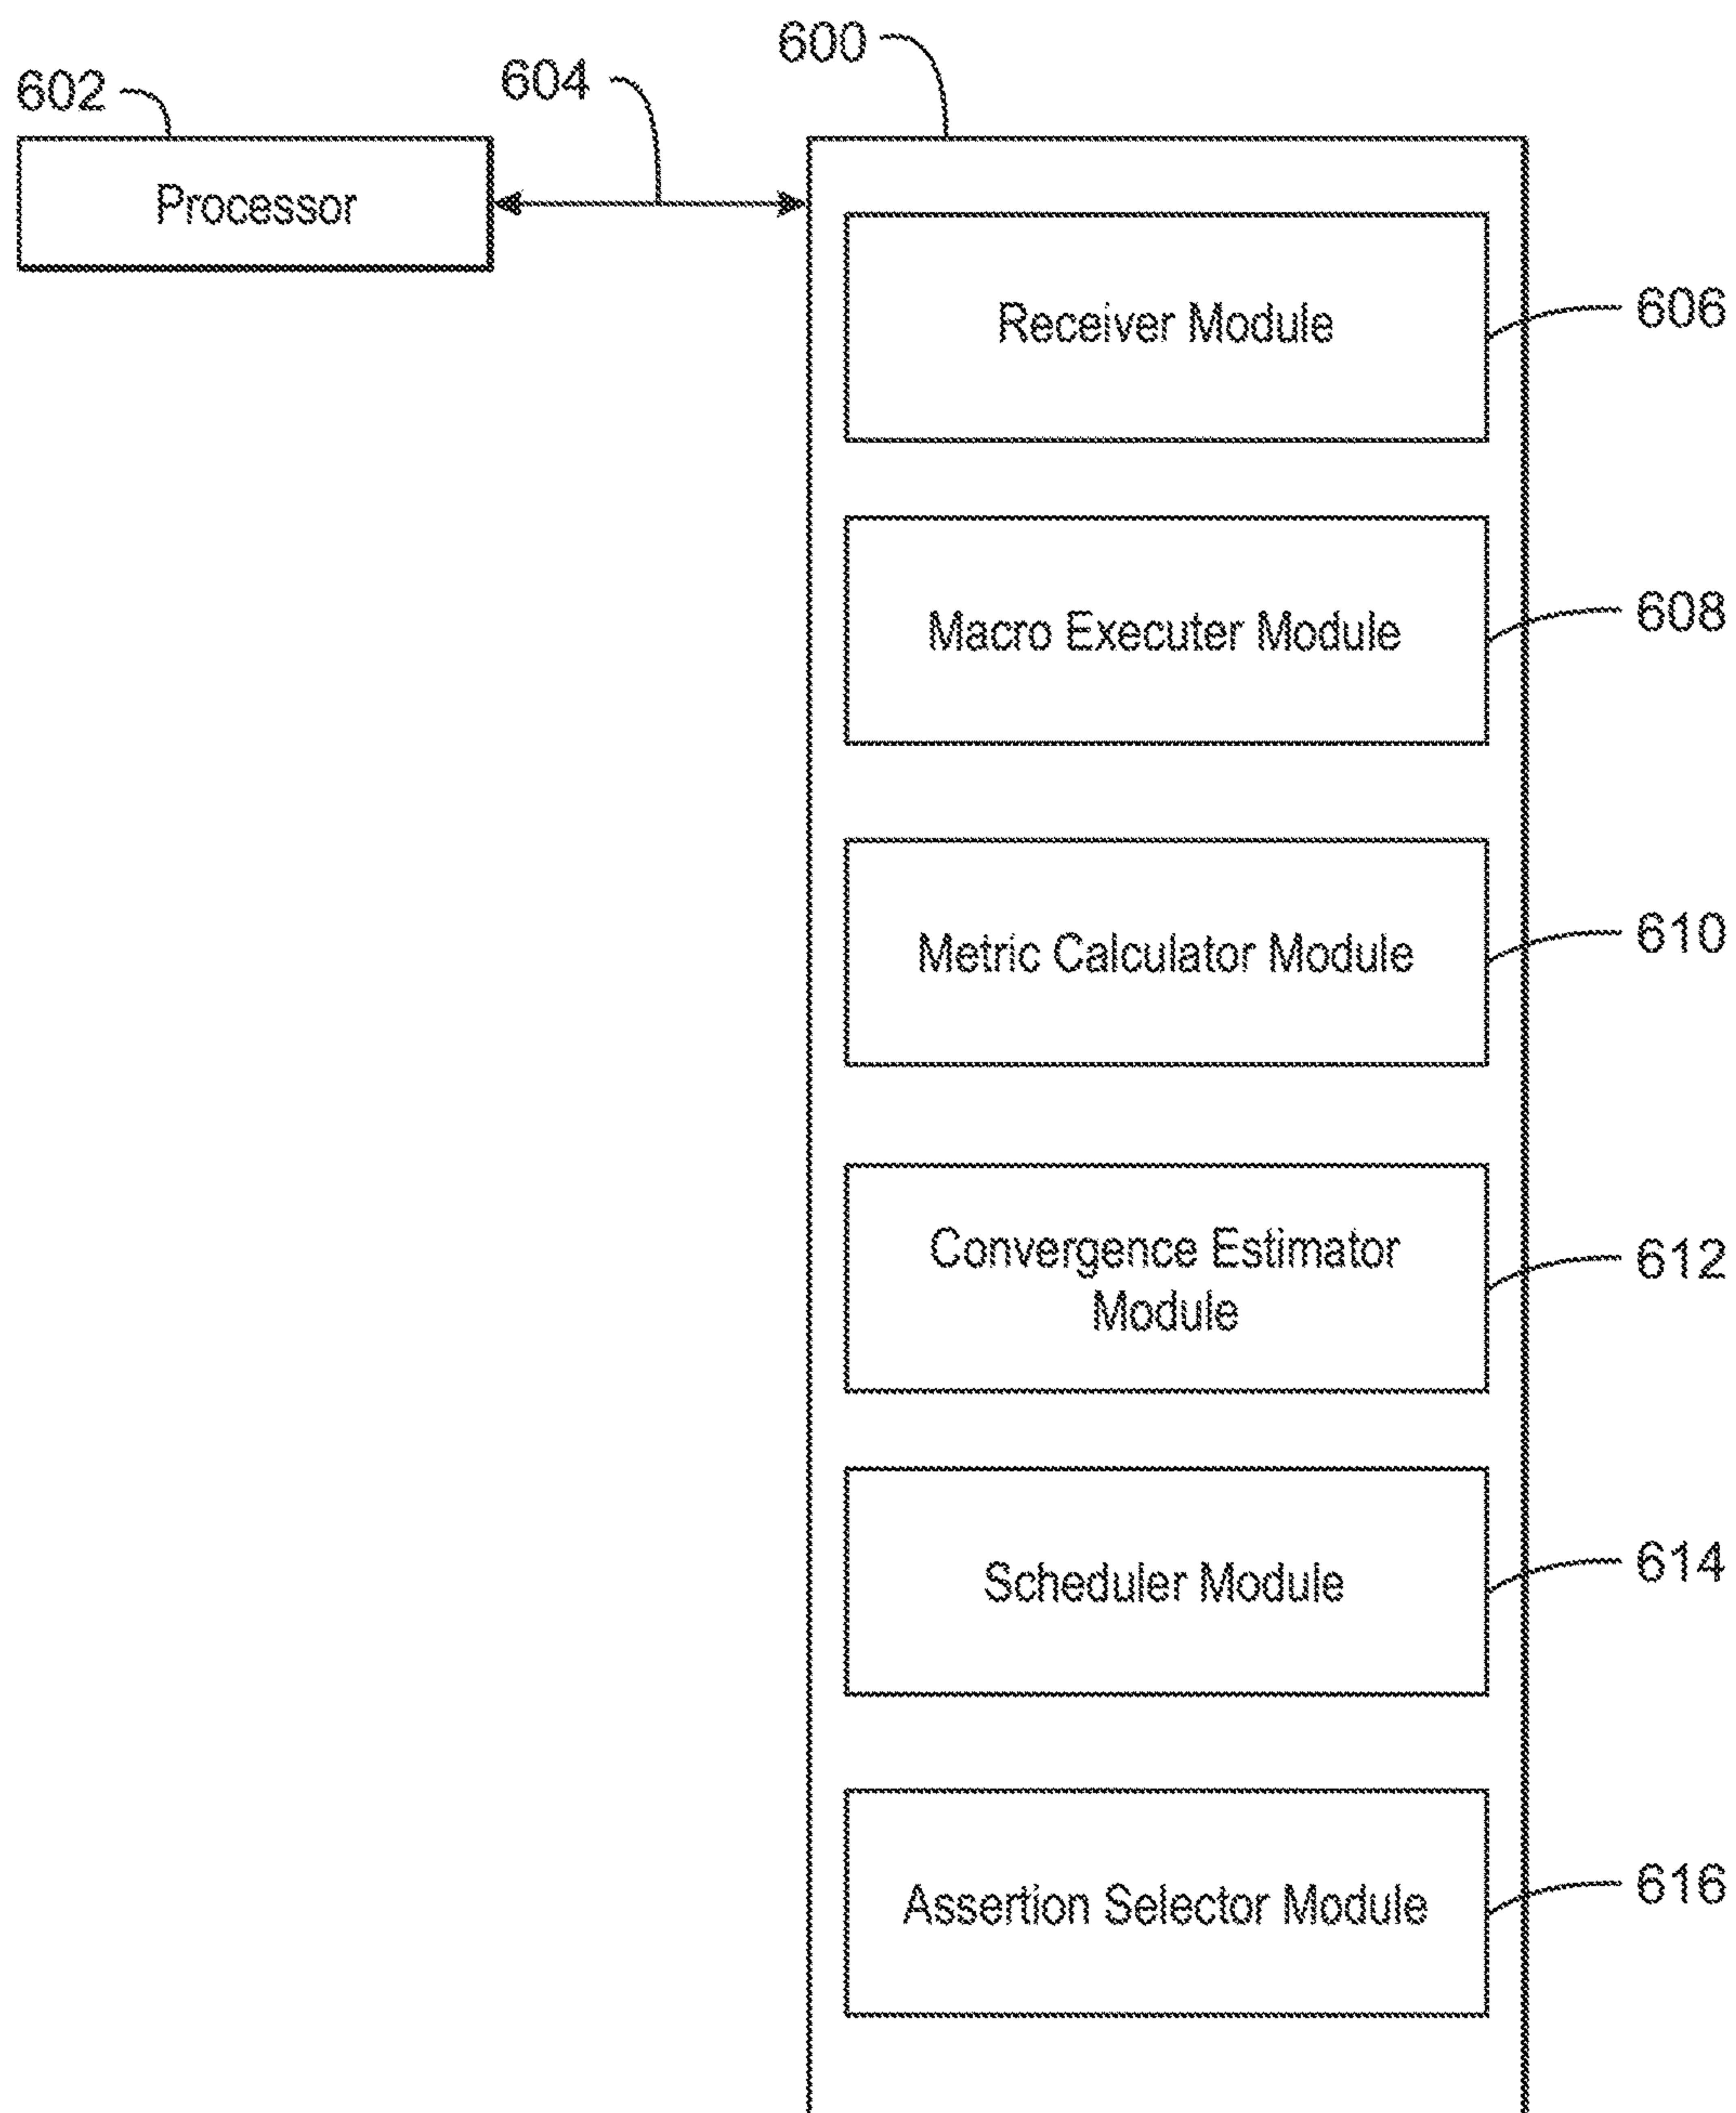 600
604
602
Processor
Receiver Module
606
Macro Executer Module
608
Metric Calculator Module
610
Convergence Estimator
Module
612
Scheduler Module
614
Assertion Selector Module
616